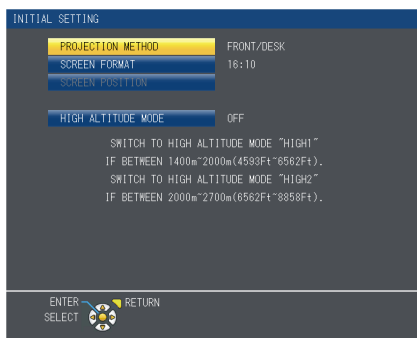 INITIAL SETTING
PROJECTION METHOD FRONT/DESK
SCREEN FORMAT 16:10
SCREEN POSITION
HIGH ALTITUDE MODE OFF
SWITCH TO HIGH ALTITUDE MODE "HIGH1"
IF BETWEEN 1400m~2000m(4593Ft~6562Ft).
SWITCH TO HIGH ALTITUDE MODE "HIGH2"
IF BETWEEN 2000m~2700m(6562Ft~8858Ft).
ENTER RETURN
SELECT